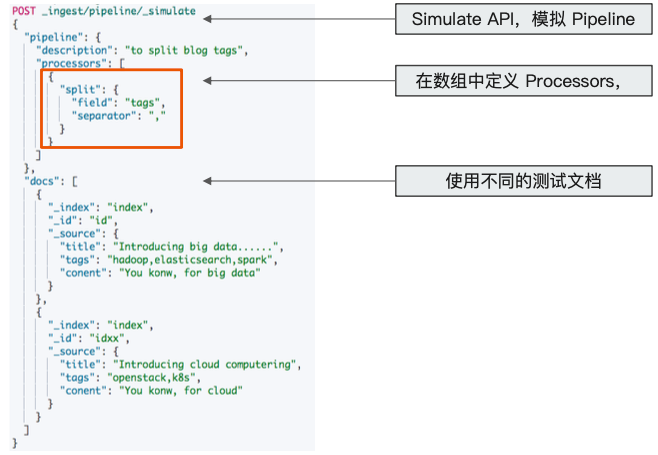 POST _ingest/pipeline/_simulate
{
"pipeline": {
"description": "to split blog tags",
"processors": [
{
"split": {
"field": "tags",
"separator": ","
}
}
]
},
"docs": [
{
"_index": "index",
"_id": "id",
"_source": {
"title": "Introducing big data......",
"tags": "hadoop,elasticsearch,spark",
"conent": "You konw, for big data"
}
},
{
"_index": "index",
"_id": "idxx",
"_source": {
"title": "Introducing cloud computering",
"tags": "openstack,k8s",
"conent": "You konw, for cloud"
}
}
]
}
Simulate API，模拟 Pipeline
在数组中定义 Processors，
使用不同的测试文档